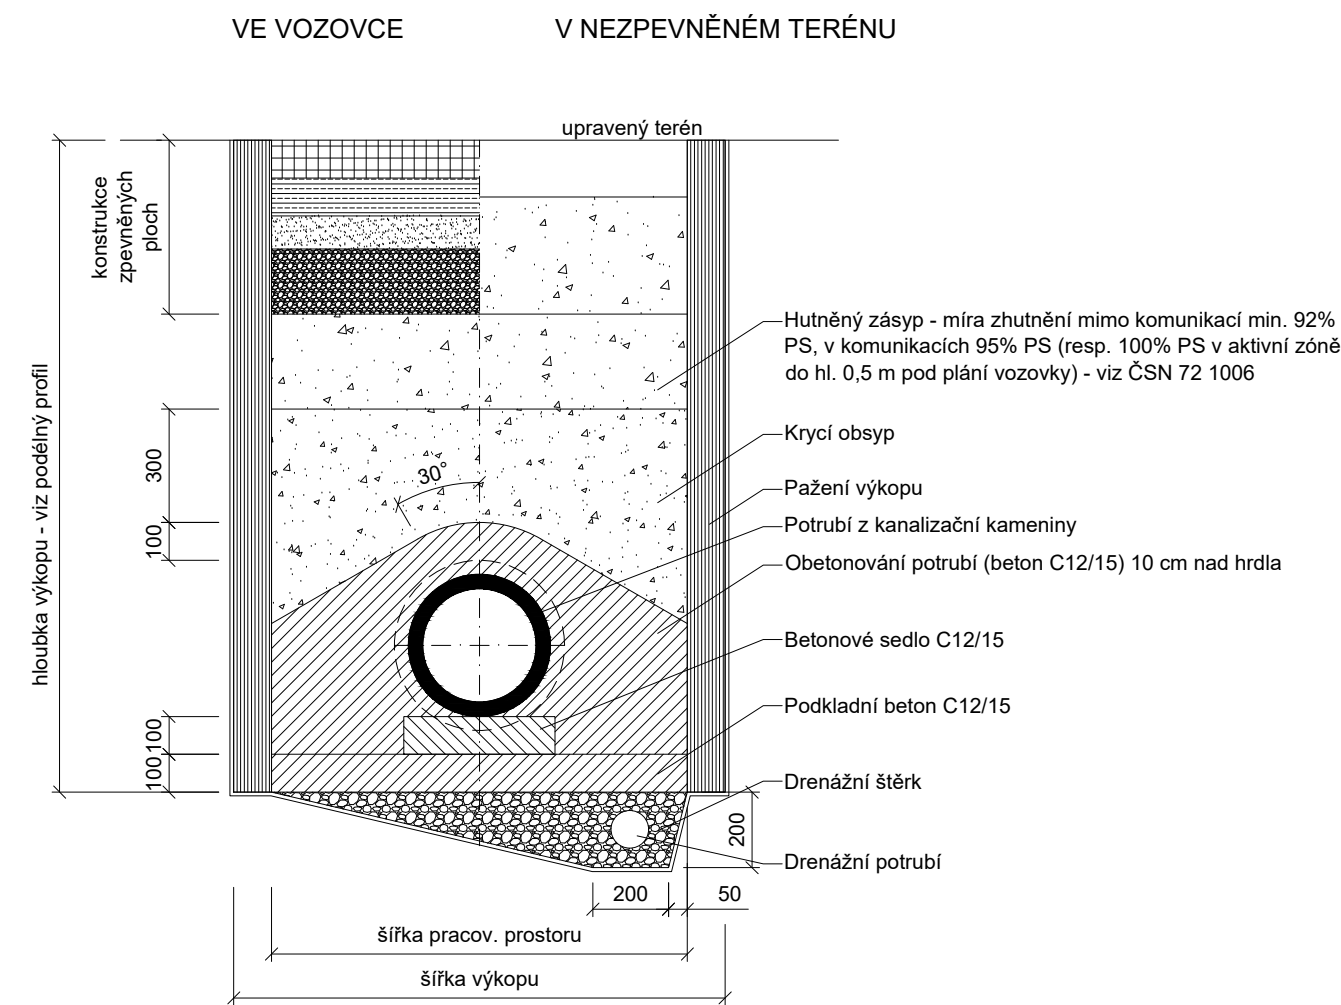 VE VOZOVCE
V NEZPEVNĚNÉM TERÉNU
upravený terén
konstrukce
zpevněných
ploch
hloubka výkopu - viz podélný profil
300
100
100
100
30°
Hutněný zásyp - míra zhutnění mimo komunikací min. 92%
PS, v komunikacích 95% PS (resp. 100% PS v aktivní zóně
do hl. 0,5 m pod plání vozovky) - viz ČSN 72 1006
Krycí obsyp
Pažení výkopu
Potrubí z kanalizační kameniny
Obetonování potrubí (beton C12/15) 10 cm nad hrdla
Betonové sedlo C12/15
Podkladní beton C12/15
Drenážní štěrk
Drenážní potrubí
200
200
50
šířka pracov. prostoru
šířka výkopu